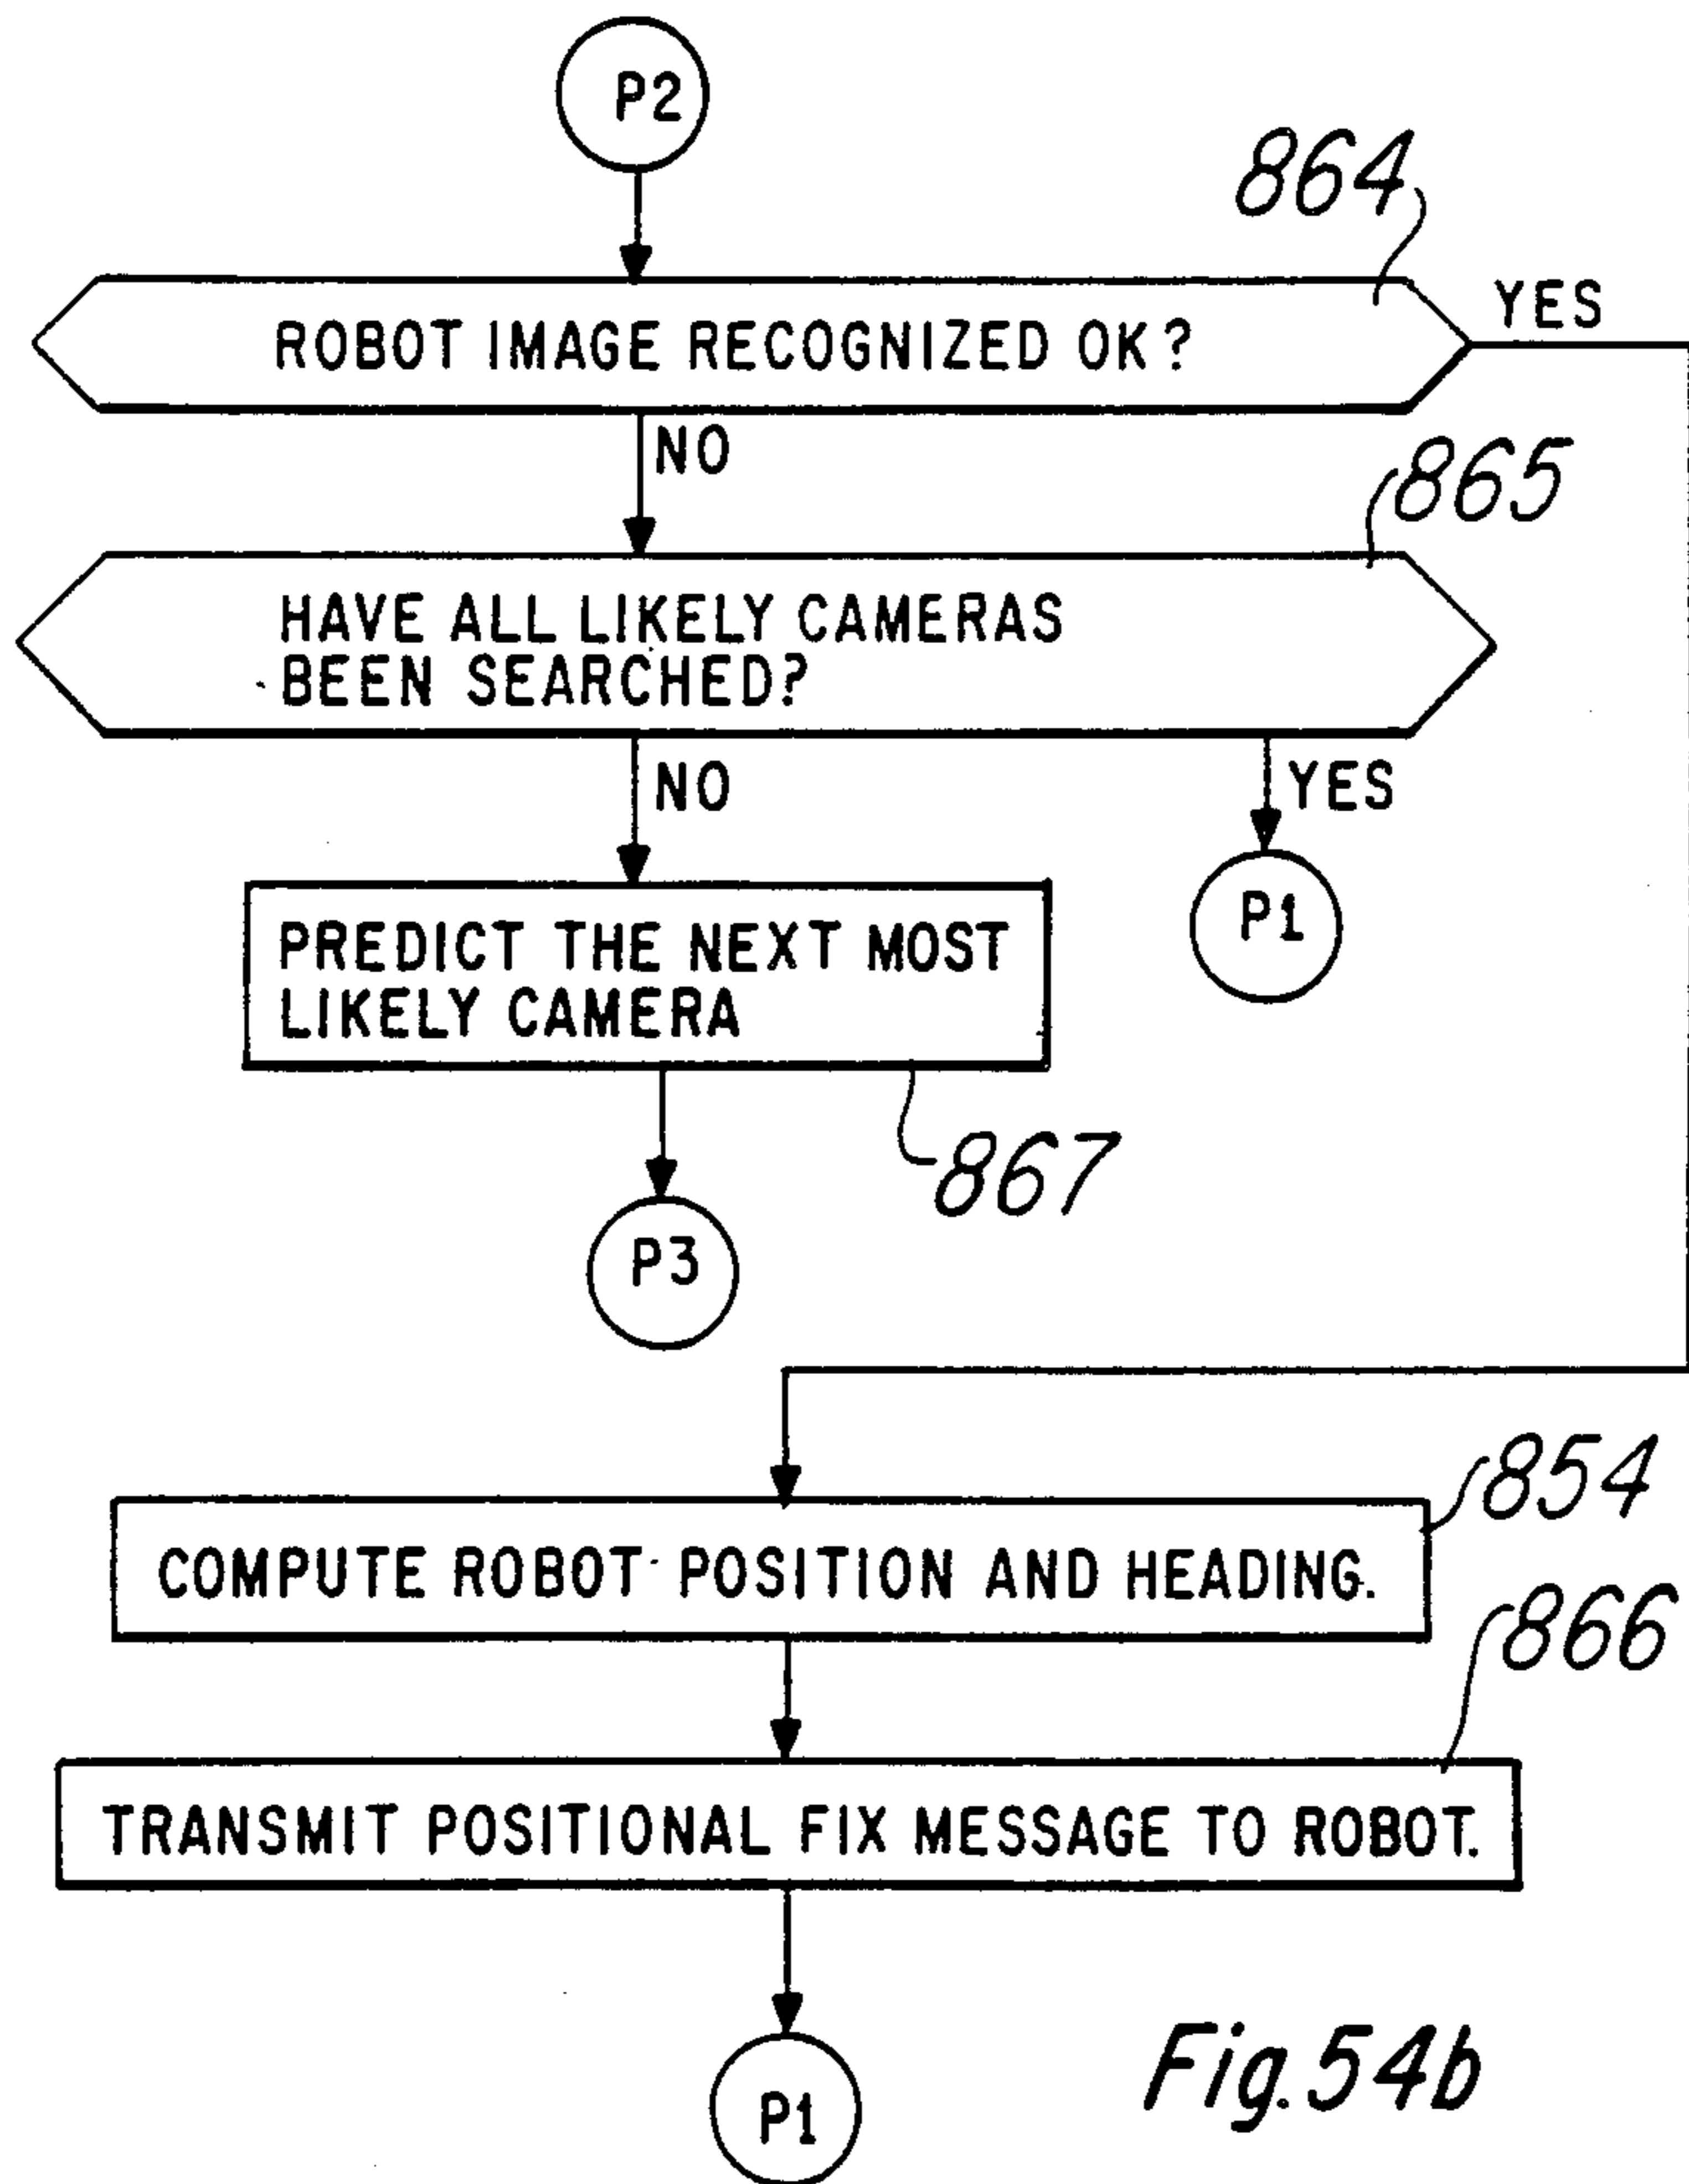 P2
864
ROBOT IMAGE RECOGNIZED OK?
YES
NO
865
HAVE ALL LIKELY CAMERAS
BEEN SEARCHED?
NO
YES
PREDICT THE NEXT MOST
LIKELY CAMERA
P1
867
P3
854
COMPUTE ROBOT POSITION AND HEADING.
866
TRANSMIT POSITIONAL FIX MESSAGE TO ROBOT.
P1
Fig. 54b